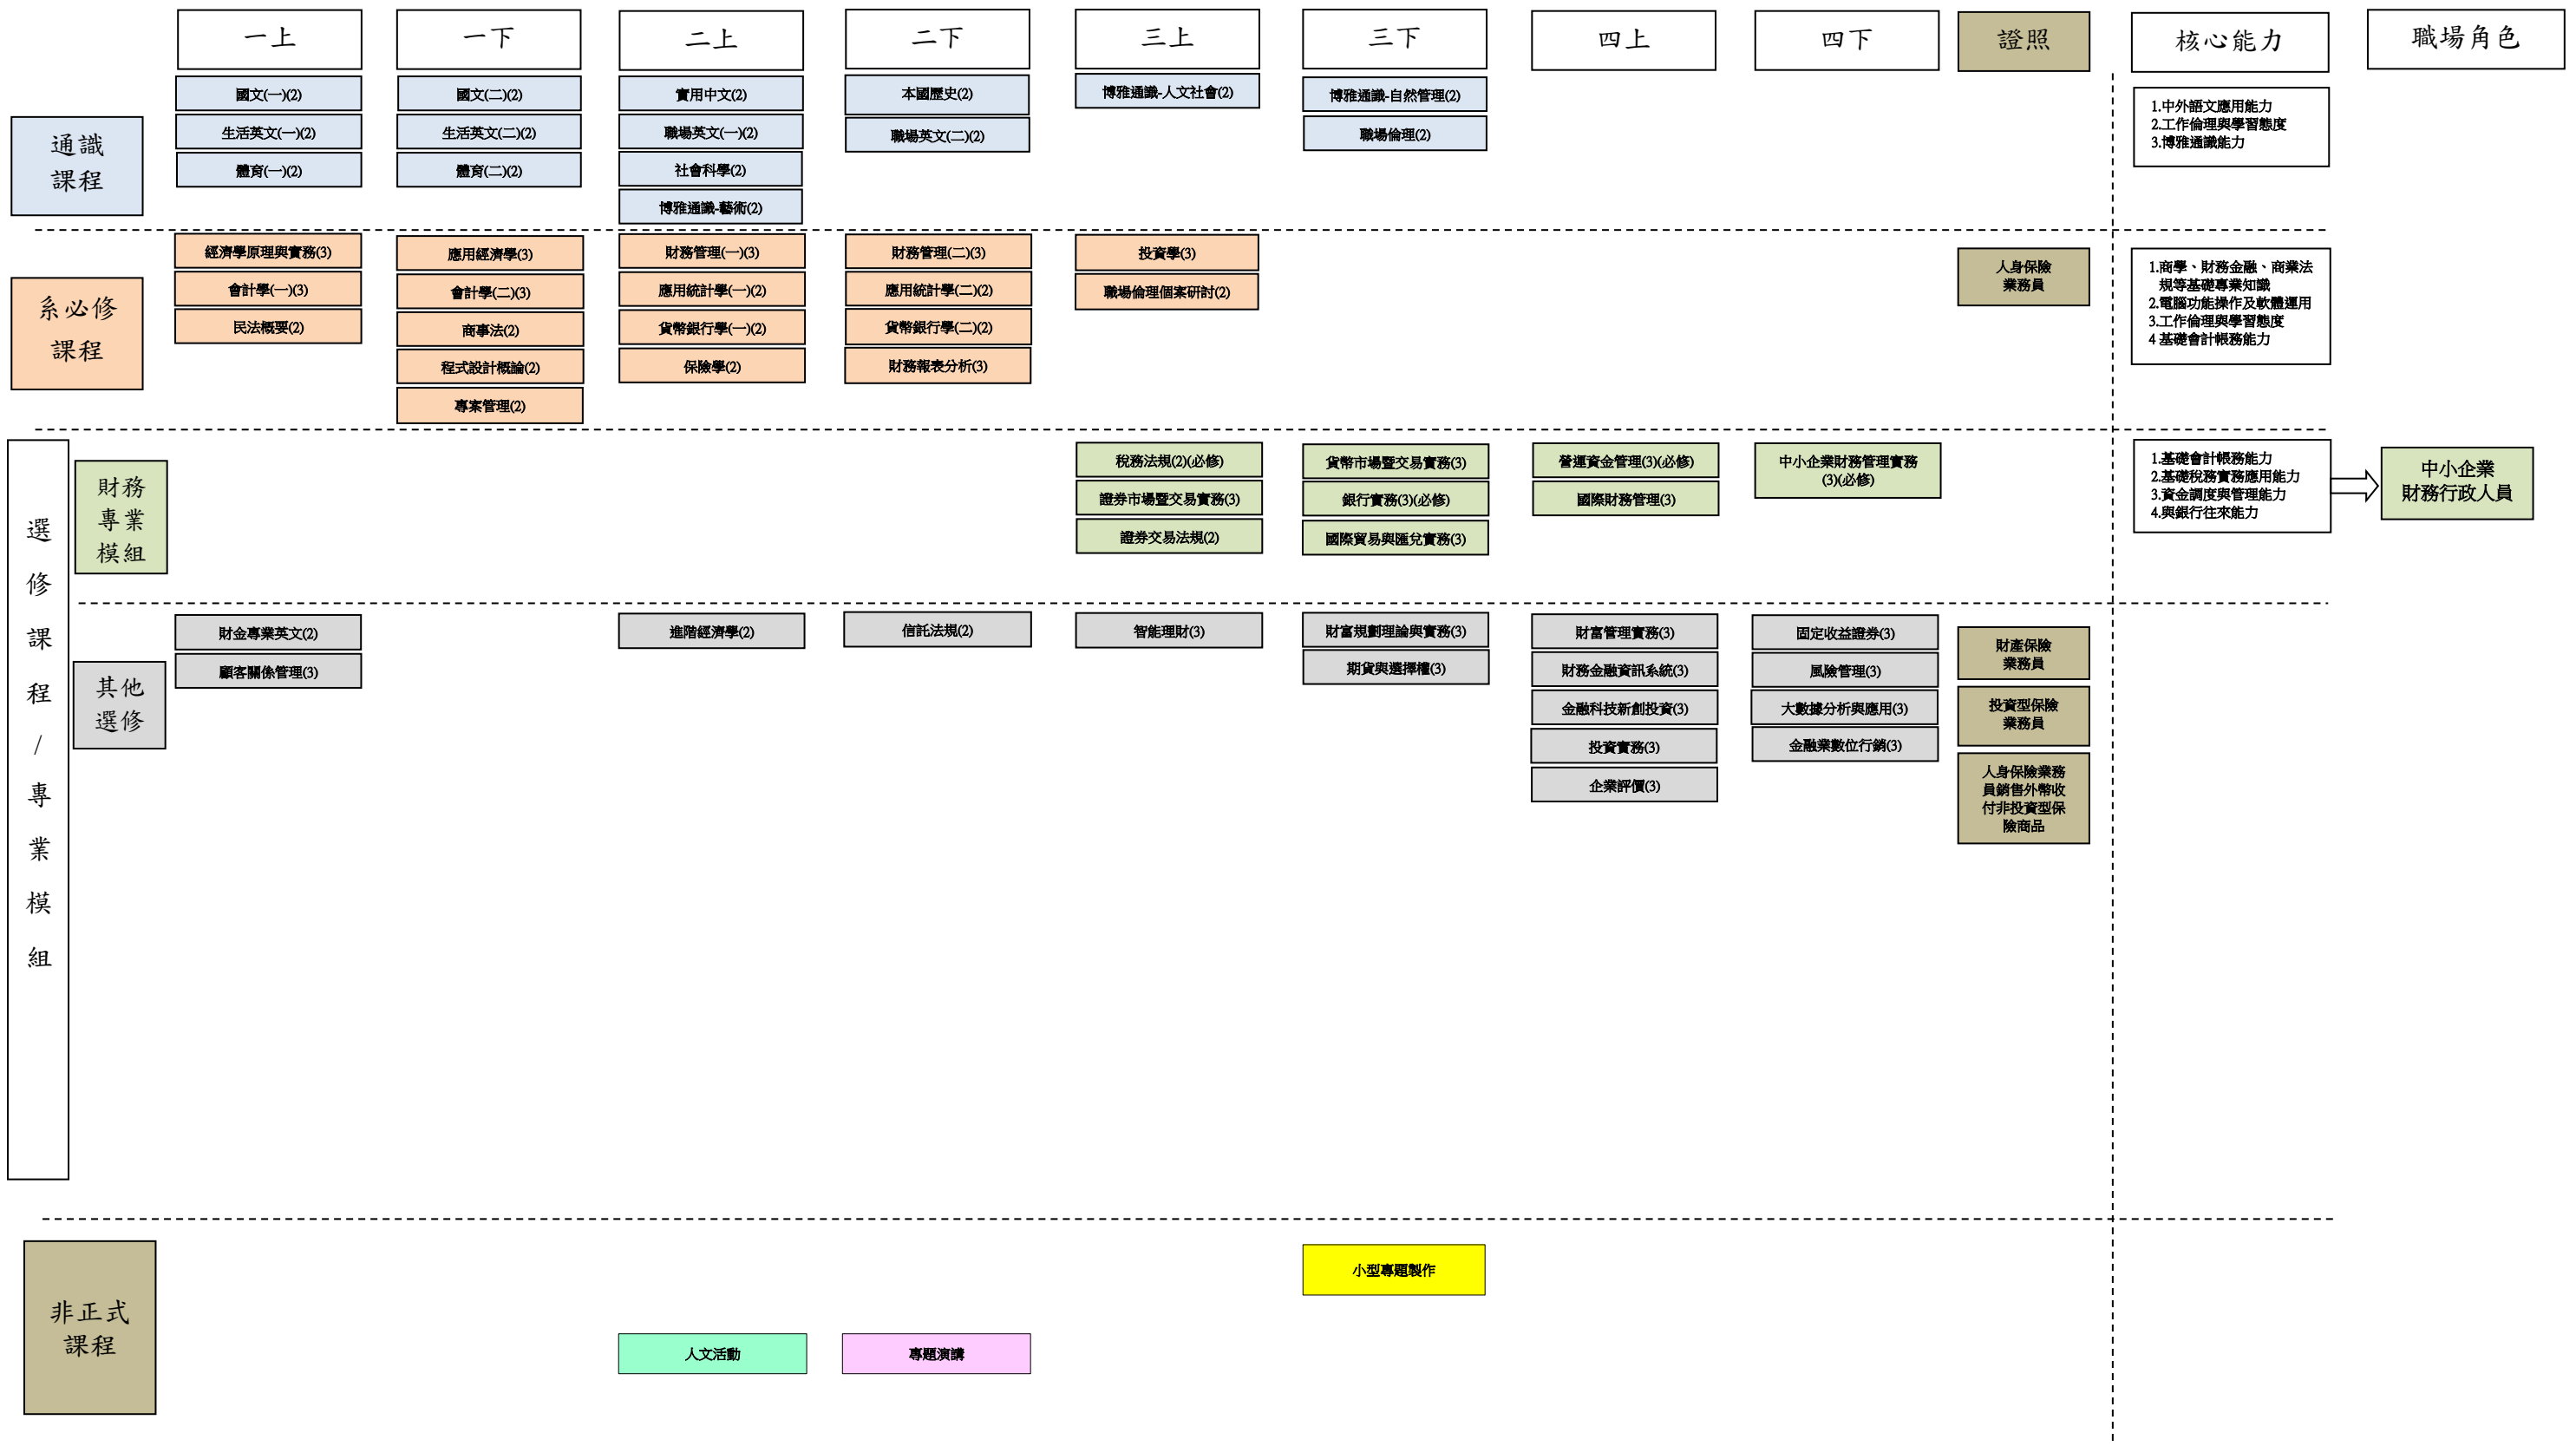 一上
一下
二上
二下
三上
三下
四上
四下
證照
核心能力
職場角色
通識
課程
國文(一)(2)
生活英文(一)(2)
體育(一)(2)
國文(二)(2)
生活英文(二)(2)
體育(二)(2)
實用中文(2)
職場英文(一)(2)
社會科學(2)
博雅通識-藝術(2)
本國歷史(2)
職場英文(二)(2)
博雅通識-人文社會(2)
博雅通識-自然管理(2)
職場倫理(2)
1.中外語文應用能力
2.工作倫理與學習態度
3.博雅通識能力
系必修
課程
經濟學原理與實務(3)
會計學(一)(3)
民法概要(2)
應用經濟學(3)
會計學(二)(3)
商事法(2)
程式設計概論(2)
專案管理(2)
財務管理(一)(3)
應用統計學(一)(2)
貨幣銀行學(一)(2)
保險學(2)
財務管理(二)(3)
應用統計學(二)(2)
貨幣銀行學(二)(2)
財務報表分析(3)
投資學(3)
職場倫理個案研討(2)
人身保險
業務員
1.商學、財務金融、商業法
規等基礎專業知識
2.電腦功能操作及軟體運用
3.工作倫理與學習態度
4 基礎會計帳務能力
選
修
課
程
/
專
業
模
組
財務
專業
模組
稅務法規(2)(必修)
證券市場暨交易實務(3)
證券交易法規(2)
貨幣市場暨交易實務(3)
銀行實務(3)(必修)
國際貿易與匯兌實務(3)
營運資金管理(3)(必修)
國際財務管理(3)
中小企業財務管理實務
(3)(必修)
1.基礎會計帳務能力
2.基礎稅務實務應用能力
3.資金調度與管理能力
4.與銀行往來能力
中小企業
財務行政人員
其他
選修
財金專業英文(2)
顧客關係管理(3)
進階經濟學(2)
信託法規(2)
智能理財(3)
財富規劃理論與實務(3)
期貨與選擇權(3)
財富管理實務(3)
財務金融資訊系統(3)
金融科技新創投資(3)
投資實務(3)
企業評價(3)
固定收益證券(3)
風險管理(3)
大數據分析與應用(3)
金融業數位行銷(3)
財產保險
業務員
投資型保險
業務員
人身保險業務
員銷售外幣收
付非投資型保
險商品
非正式
課程
小型專題製作
人文活動
專題演講